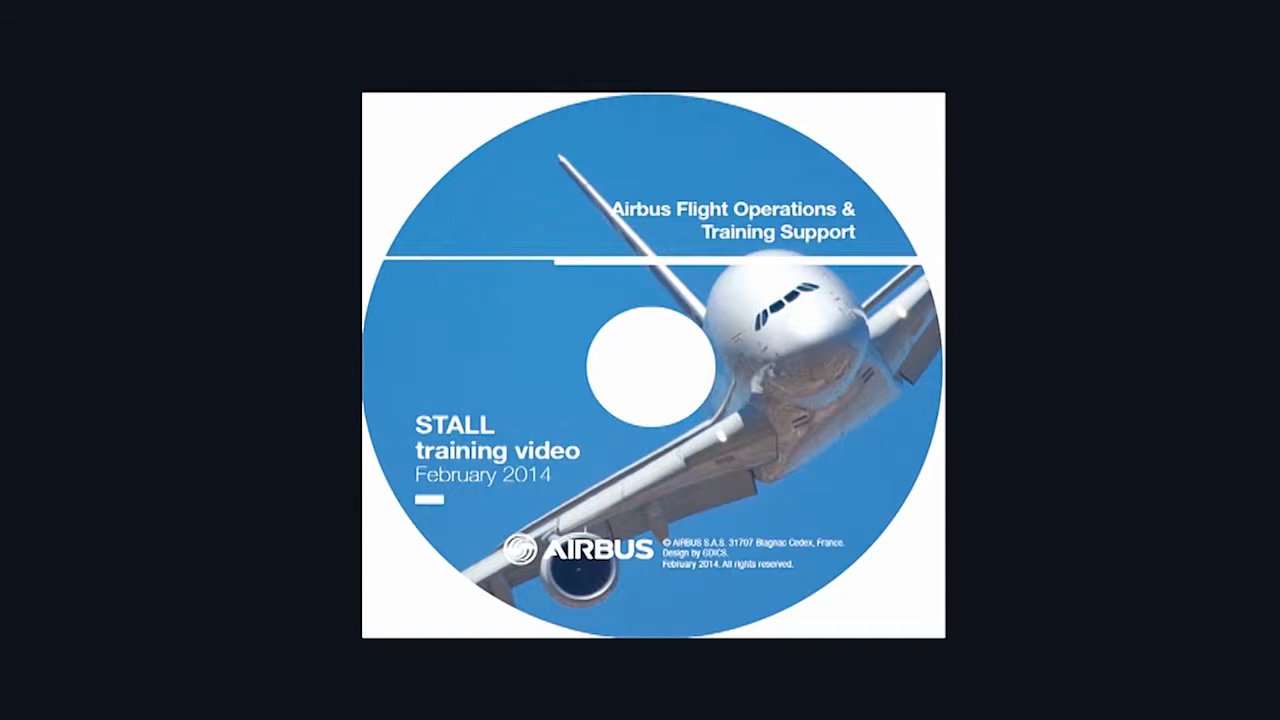 Airbus Flight Operations &
Training Support
STALL
training video
February 2014
AIRBUS
© AIRBUS S.A.S. 31707 Blagnac Cedex, France.
Design by GDICS.
February 2014. All rights reserved.